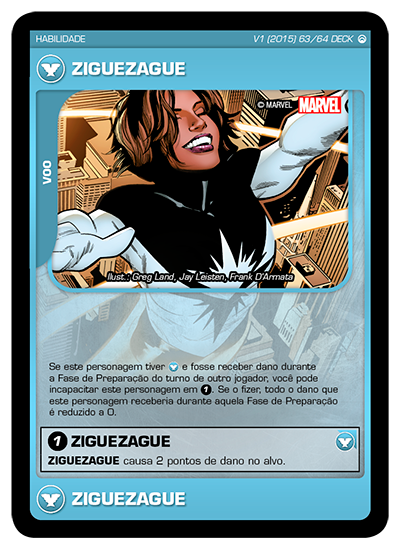 HABILIDADE
V1 (2015) 63/64 DECK
ZIGUEZAGUE
© MARVEL MARVEL
VOO
Ilust.: Greg Land, Jay Leisten, Frank D'Armata
Se este personagem tiver e fosse receber dano durante
a Fase de Preparação do turno de outro jogador, você pode
incapacitar este personagem em 1. Se o fizer, todo o dano que
este personagem receberia durante aquela Fase de Preparação
é reduzido a 0.
1 ZIGUEZAGUE
ZIGUEZAGUE causa 2 pontos de dano no alvo.
ZIGUEZAGUE